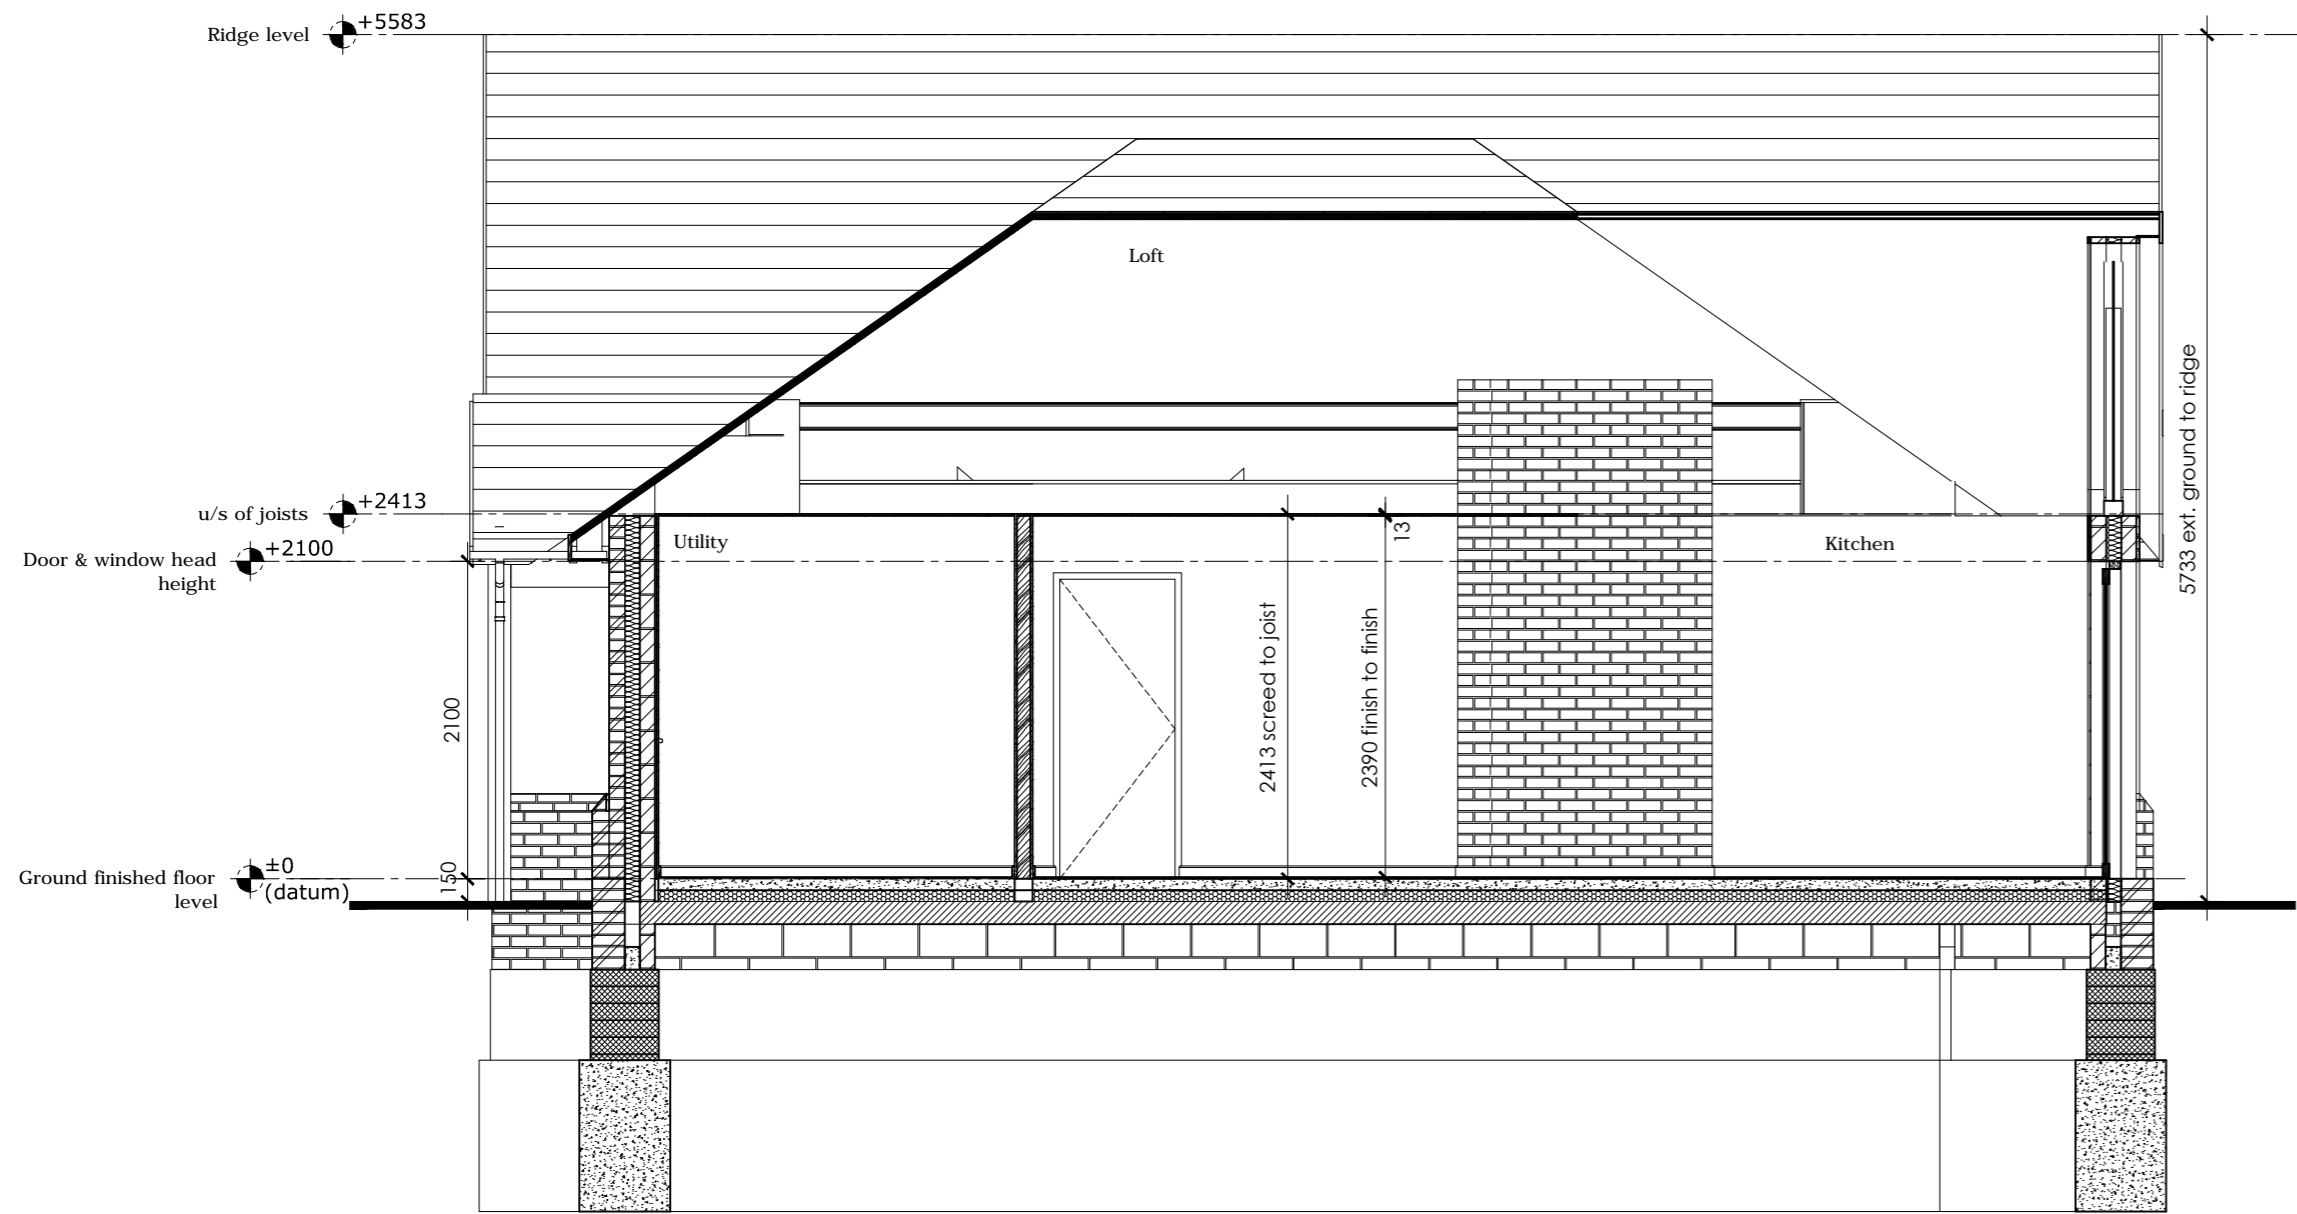 Ridge level
+5583
Loft
u/s of joists
+2413
Utility
13
Door & window head
height
+2100
Kitchen
5733 ext. ground to ridge
2413 screed to joist
2390 finish to finish
2100
150
Ground finished floor
level
±0
(datum)